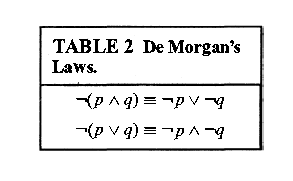 TABLE 2 De Morgan's
Laws.
¬(p ∧ q) ≡ ¬p ∨ ¬q
¬(p ∨ q) ≡ ¬p ∧ ¬q